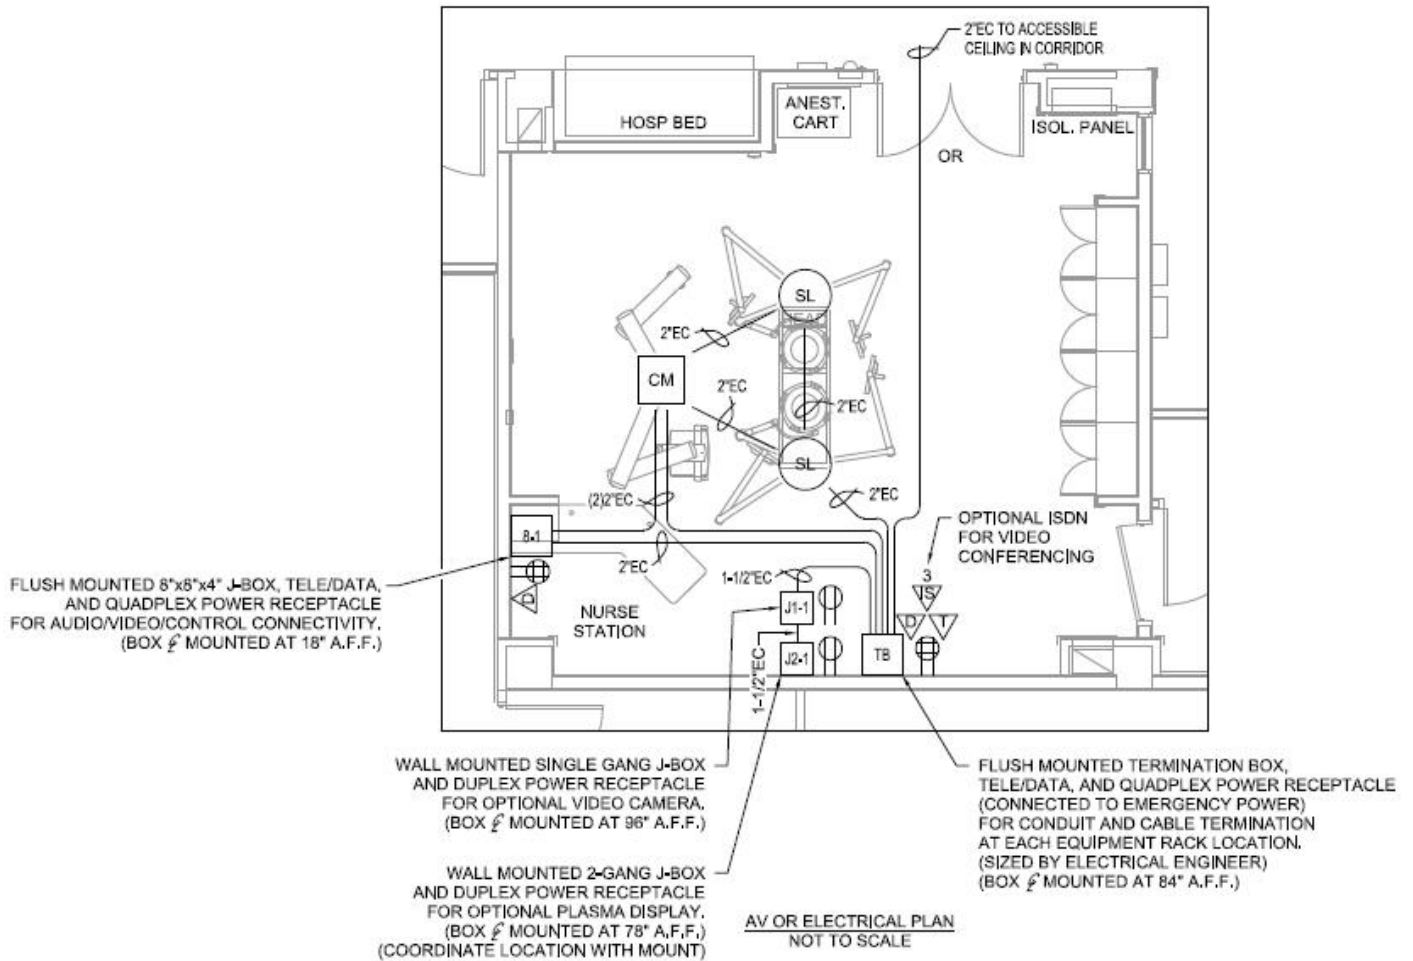 2"EC TO ACCESSIBLE
CEILING IN CORRIDOR
HOSP BED
ANEST.
CART
ISOL. PANEL
OR
SL
2"EC
CM
2"EC
2"EC
SL
(2)2"EC
2"EC
8-1
2"EC
D
NURSE
STATION
OPTIONAL ISDN
FOR VIDEO
CONFERENCING
3
IS
D
T
1-1/2"EC
J1-1
1-1/2"EC
J2-1
TB
FLUSH MOUNTED 8"x8"x4" J-BOX, TELE/DATA,
AND QUADPLEX POWER RECEPTACLE
FOR AUDIO/VIDEO/CONTROL CONNECTIVITY.
(BOX ℄ MOUNTED AT 18" A.F.F.)
WALL MOUNTED SINGLE GANG J-BOX
AND DUPLEX POWER RECEPTACLE
FOR OPTIONAL VIDEO CAMERA.
(BOX ℄ MOUNTED AT 96" A.F.F.)
WALL MOUNTED 2-GANG J-BOX
AND DUPLEX POWER RECEPTACLE
FOR OPTIONAL PLASMA DISPLAY.
(BOX ℄ MOUNTED AT 78" A.F.F.)
(COORDINATE LOCATION WITH MOUNT)
FLUSH MOUNTED TERMINATION BOX,
TELE/DATA, AND QUADPLEX POWER RECEPTACLE
(CONNECTED TO EMERGENCY POWER)
FOR CONDUIT AND CABLE TERMINATION
AT EACH EQUIPMENT RACK LOCATION.
(SIZED BY ELECTRICAL ENGINEER)
(BOX ℄ MOUNTED AT 84" A.F.F.)
AV OR ELECTRICAL PLAN
NOT TO SCALE